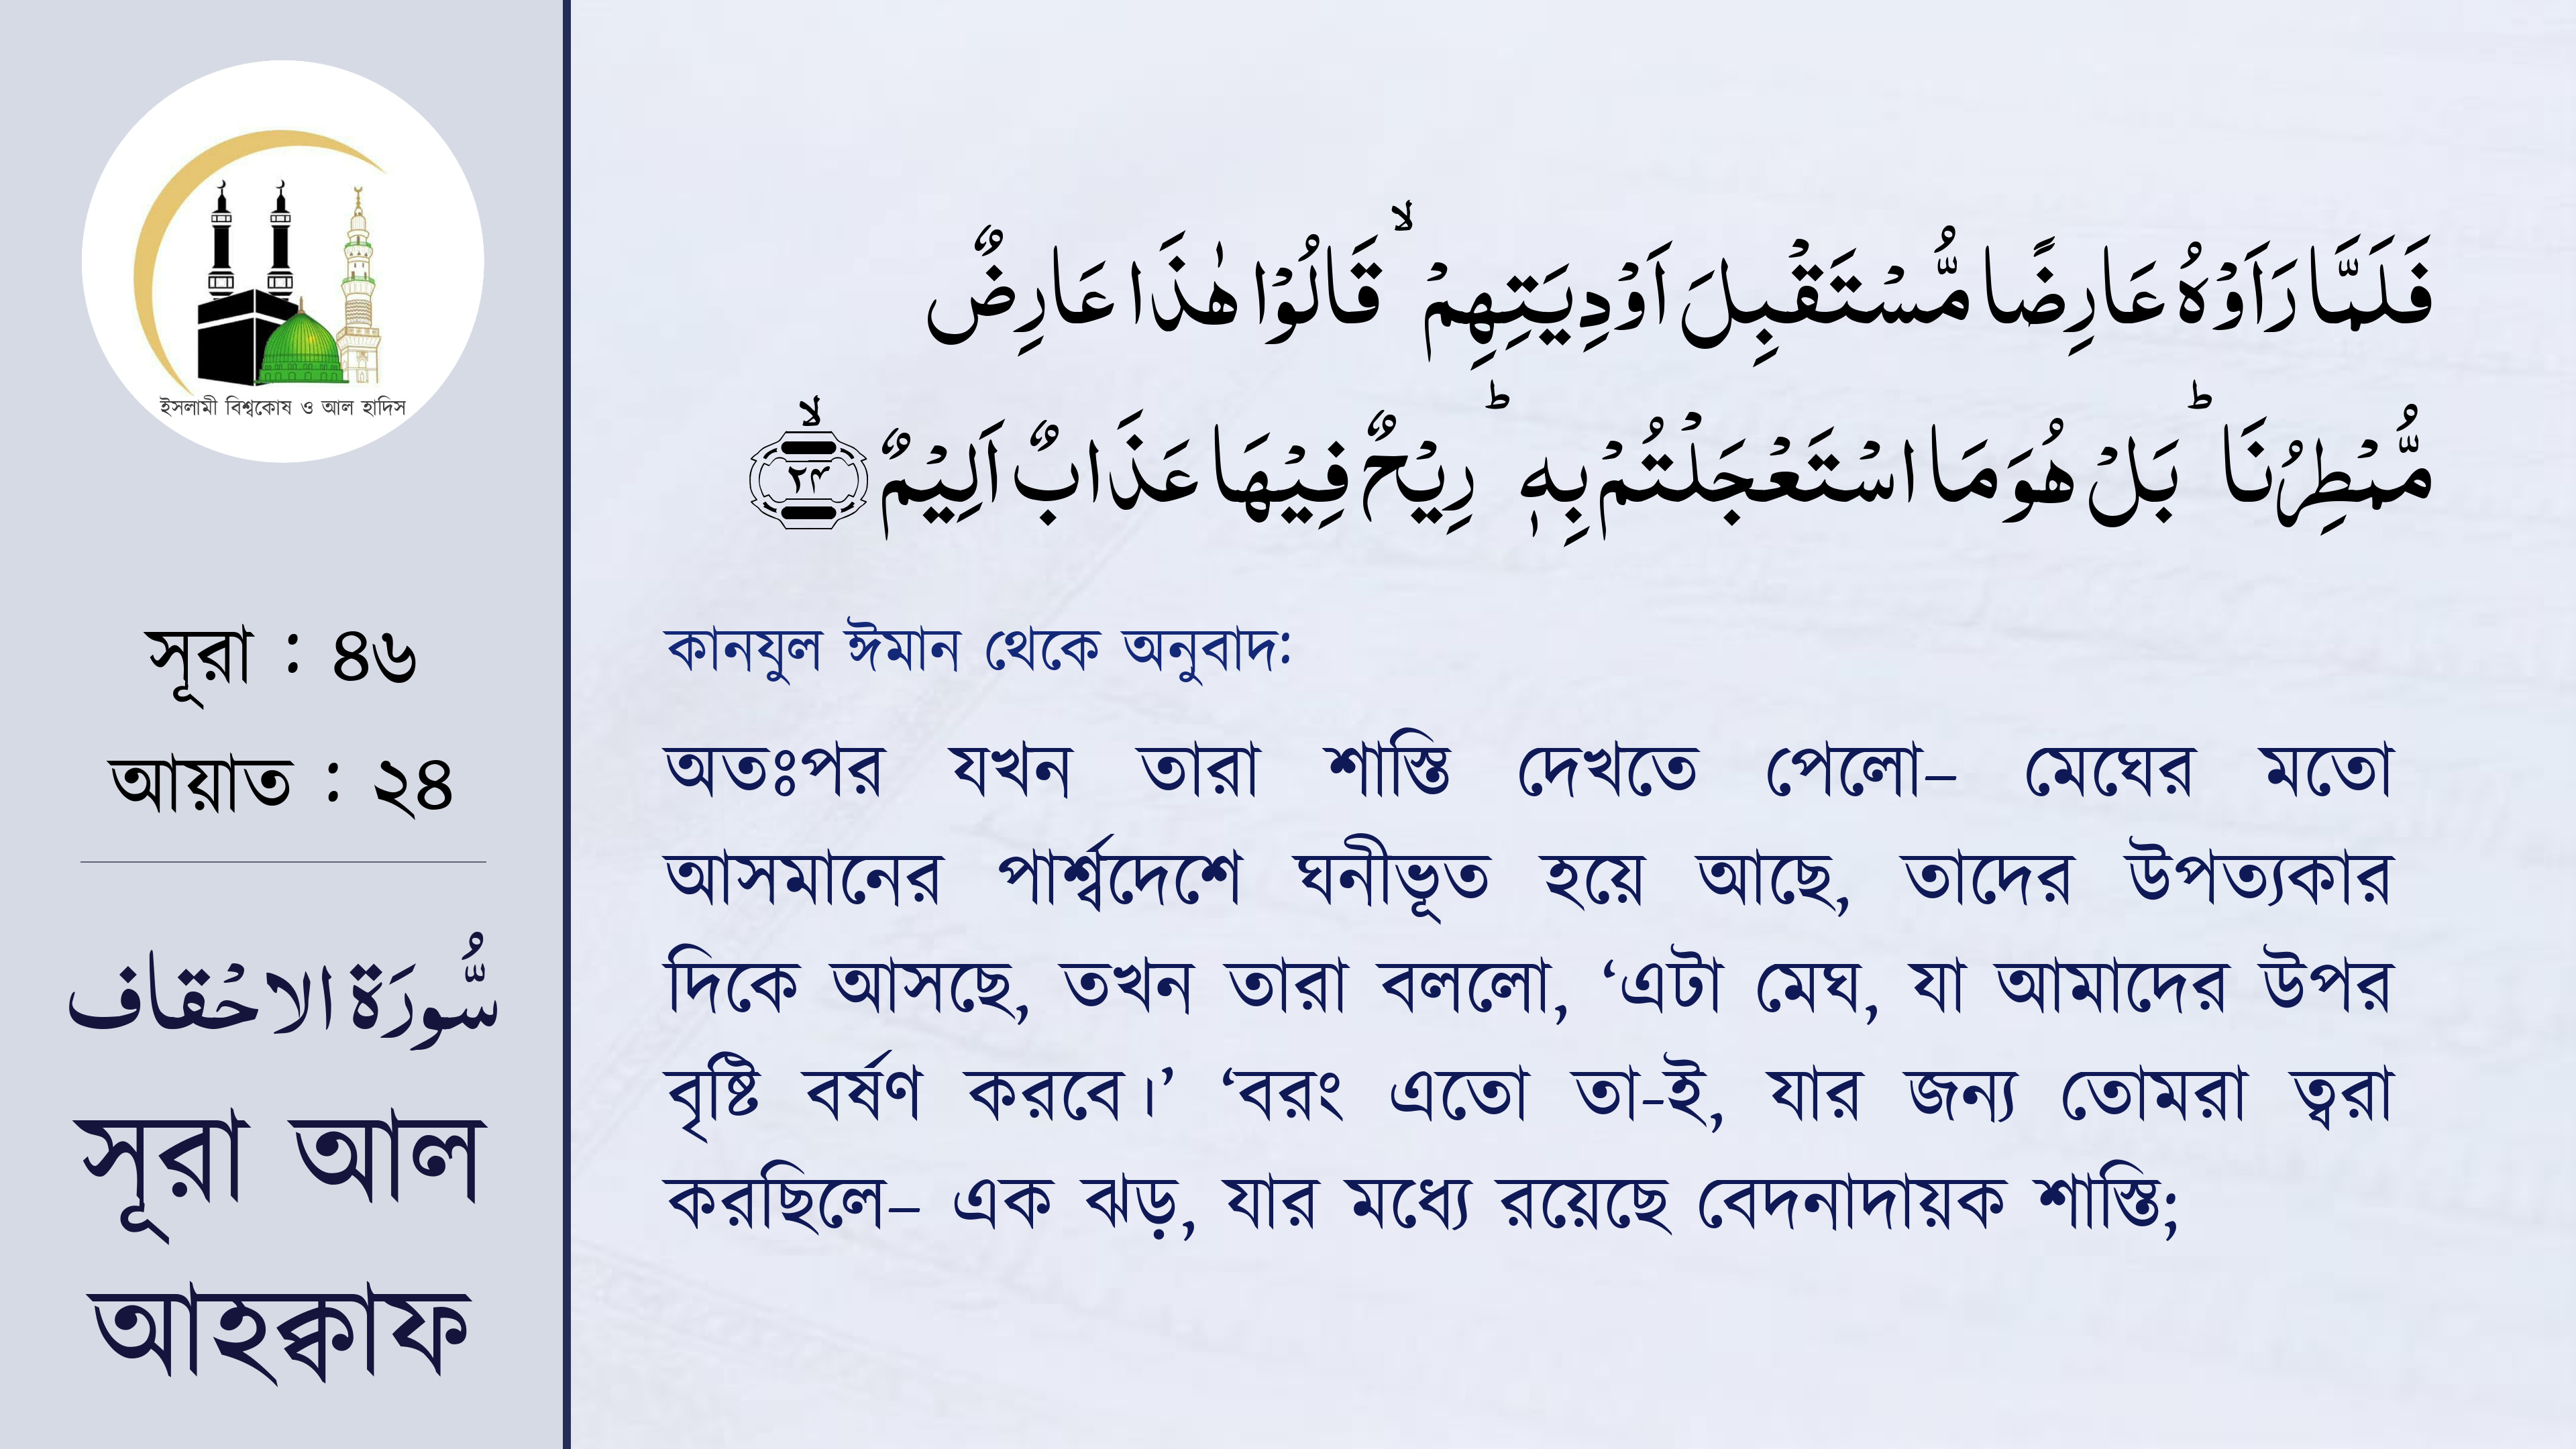 ইসলামী বিশ্বকোষ ও আল হাদিস
সূরা : ৪৬
আয়াত : ২৪
سُّورَة الاحْقاف
সূরা আল
আহক্বাফ
فَلَمَّا رَاَوْهُ عَارِضًا مُّسْتَقْبِلَ اَوْدِيَتِهِمْ ۙ قَالُوْا هٰذَا عَارِضٌ
مُّمْطِرُنَا ؕ بَلْ هُوَ مَا اسْتَعْجَلْتُمْ بِهٖ ؕ رِيْحٌ فِيْهَا عَذَابٌ اَلِيْمٌ ۙ﴿۲۴﴾
কানযুল ঈমান থেকে অনুবাদ:
অতঃপর যখন তারা শাস্তি দেখতে পেলো– মেঘের মতো
আসমানের পার্শ্বদেশে ঘনীভূত হয়ে আছে, তাদের উপত্যকার
দিকে আসছে, তখন তারা বললো, ‘এটা মেঘ, যা আমাদের উপর
বৃষ্টি বর্ষণ করবে।’ ‘বরং এতো তা-ই, যার জন্য তোমরা ত্বরা
করছিলে– এক ঝড়, যার মধ্যে রয়েছে বেদনাদায়ক শাস্তি;